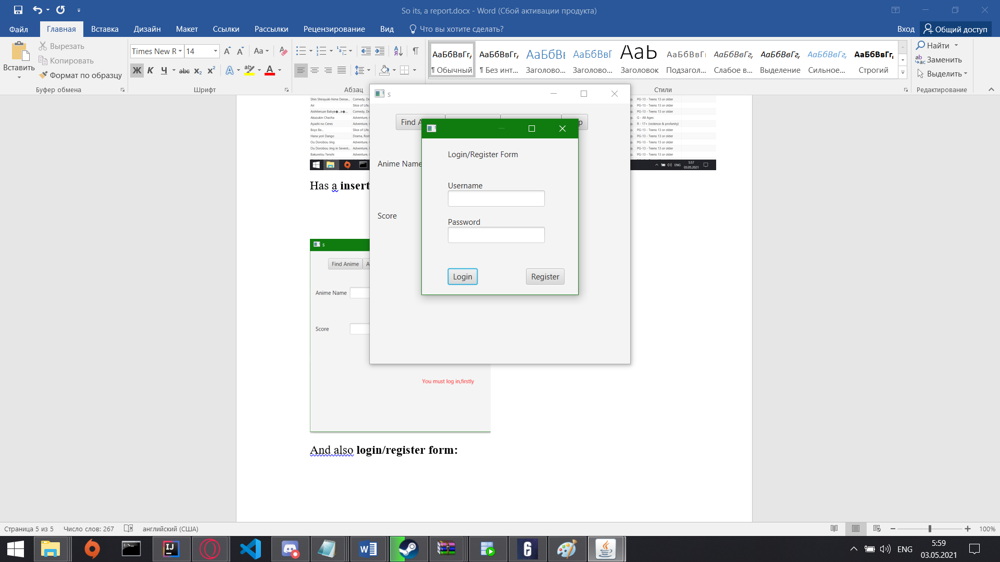 So its, a report.docx - Word (Сбой активации продукта)
Файл Главная Вставка Дизайн Макет Ссылки Рассылки Рецензирование Вид Что вы хотите сделать? Вход Общий доступ
Вставить
Вырезать
Копировать
Формат по образцу
Буфер обмена
Times New R 14
Aa
Ж К Ч abc x₂ x²
Шрифт
Абзац
АаБбВвГг, АаБбВвГг, АаБбВв АаБбВвГ АаЬ АаБбВвГг АаБбВвГг, АаБбВвГг, АаБбВвГг, АаБбВвГг,
¶ Обычный ¶ Без инт... Заголово... Заголово... Заголовок Подзагол... Слабое в... Выделение Сильное... Строгий
Стили
Найти
Заменить
Выделить
Редактирование
Shin Shirayuki-hime Dense... Comedy, Dr PG-13 - Teens 13 or older
Air Slice of Life, PG-13 - Teens 13 or older
Comedy, Dr PG-13 - Teens 13 or older
Akazukin Chacha Adventure, G - All Ages
Ayashi no Ceres Adventure, R - 17+ (violence & profanity)
Boys Be... Slice of Life, PG-13 - Teens 13 or older
Hana yori Dango Drama, Rom PG-13 - Teens 13 or older
Ou Dorobou Jing Adventure, PG-13 - Teens 13 or older
Ou Dorobou Jing in Sevent... Adventure, PG-13 - Teens 13 or older
Bakuretsu Tenshi Adventure, PG-13 - Teens 13 or older
ENG 5:57
03.05.2021
Has a insert
s
Find Anime
Anime Name
Score
You must log in,firstly
And also login/register form:
s
Find A p
Anime Name
Score
Login/Register Form
Username
Password
Login Register
Страница 5 из 5 Число слов: 267 английский (США) 100%
ENG 5:59
03.05.2021